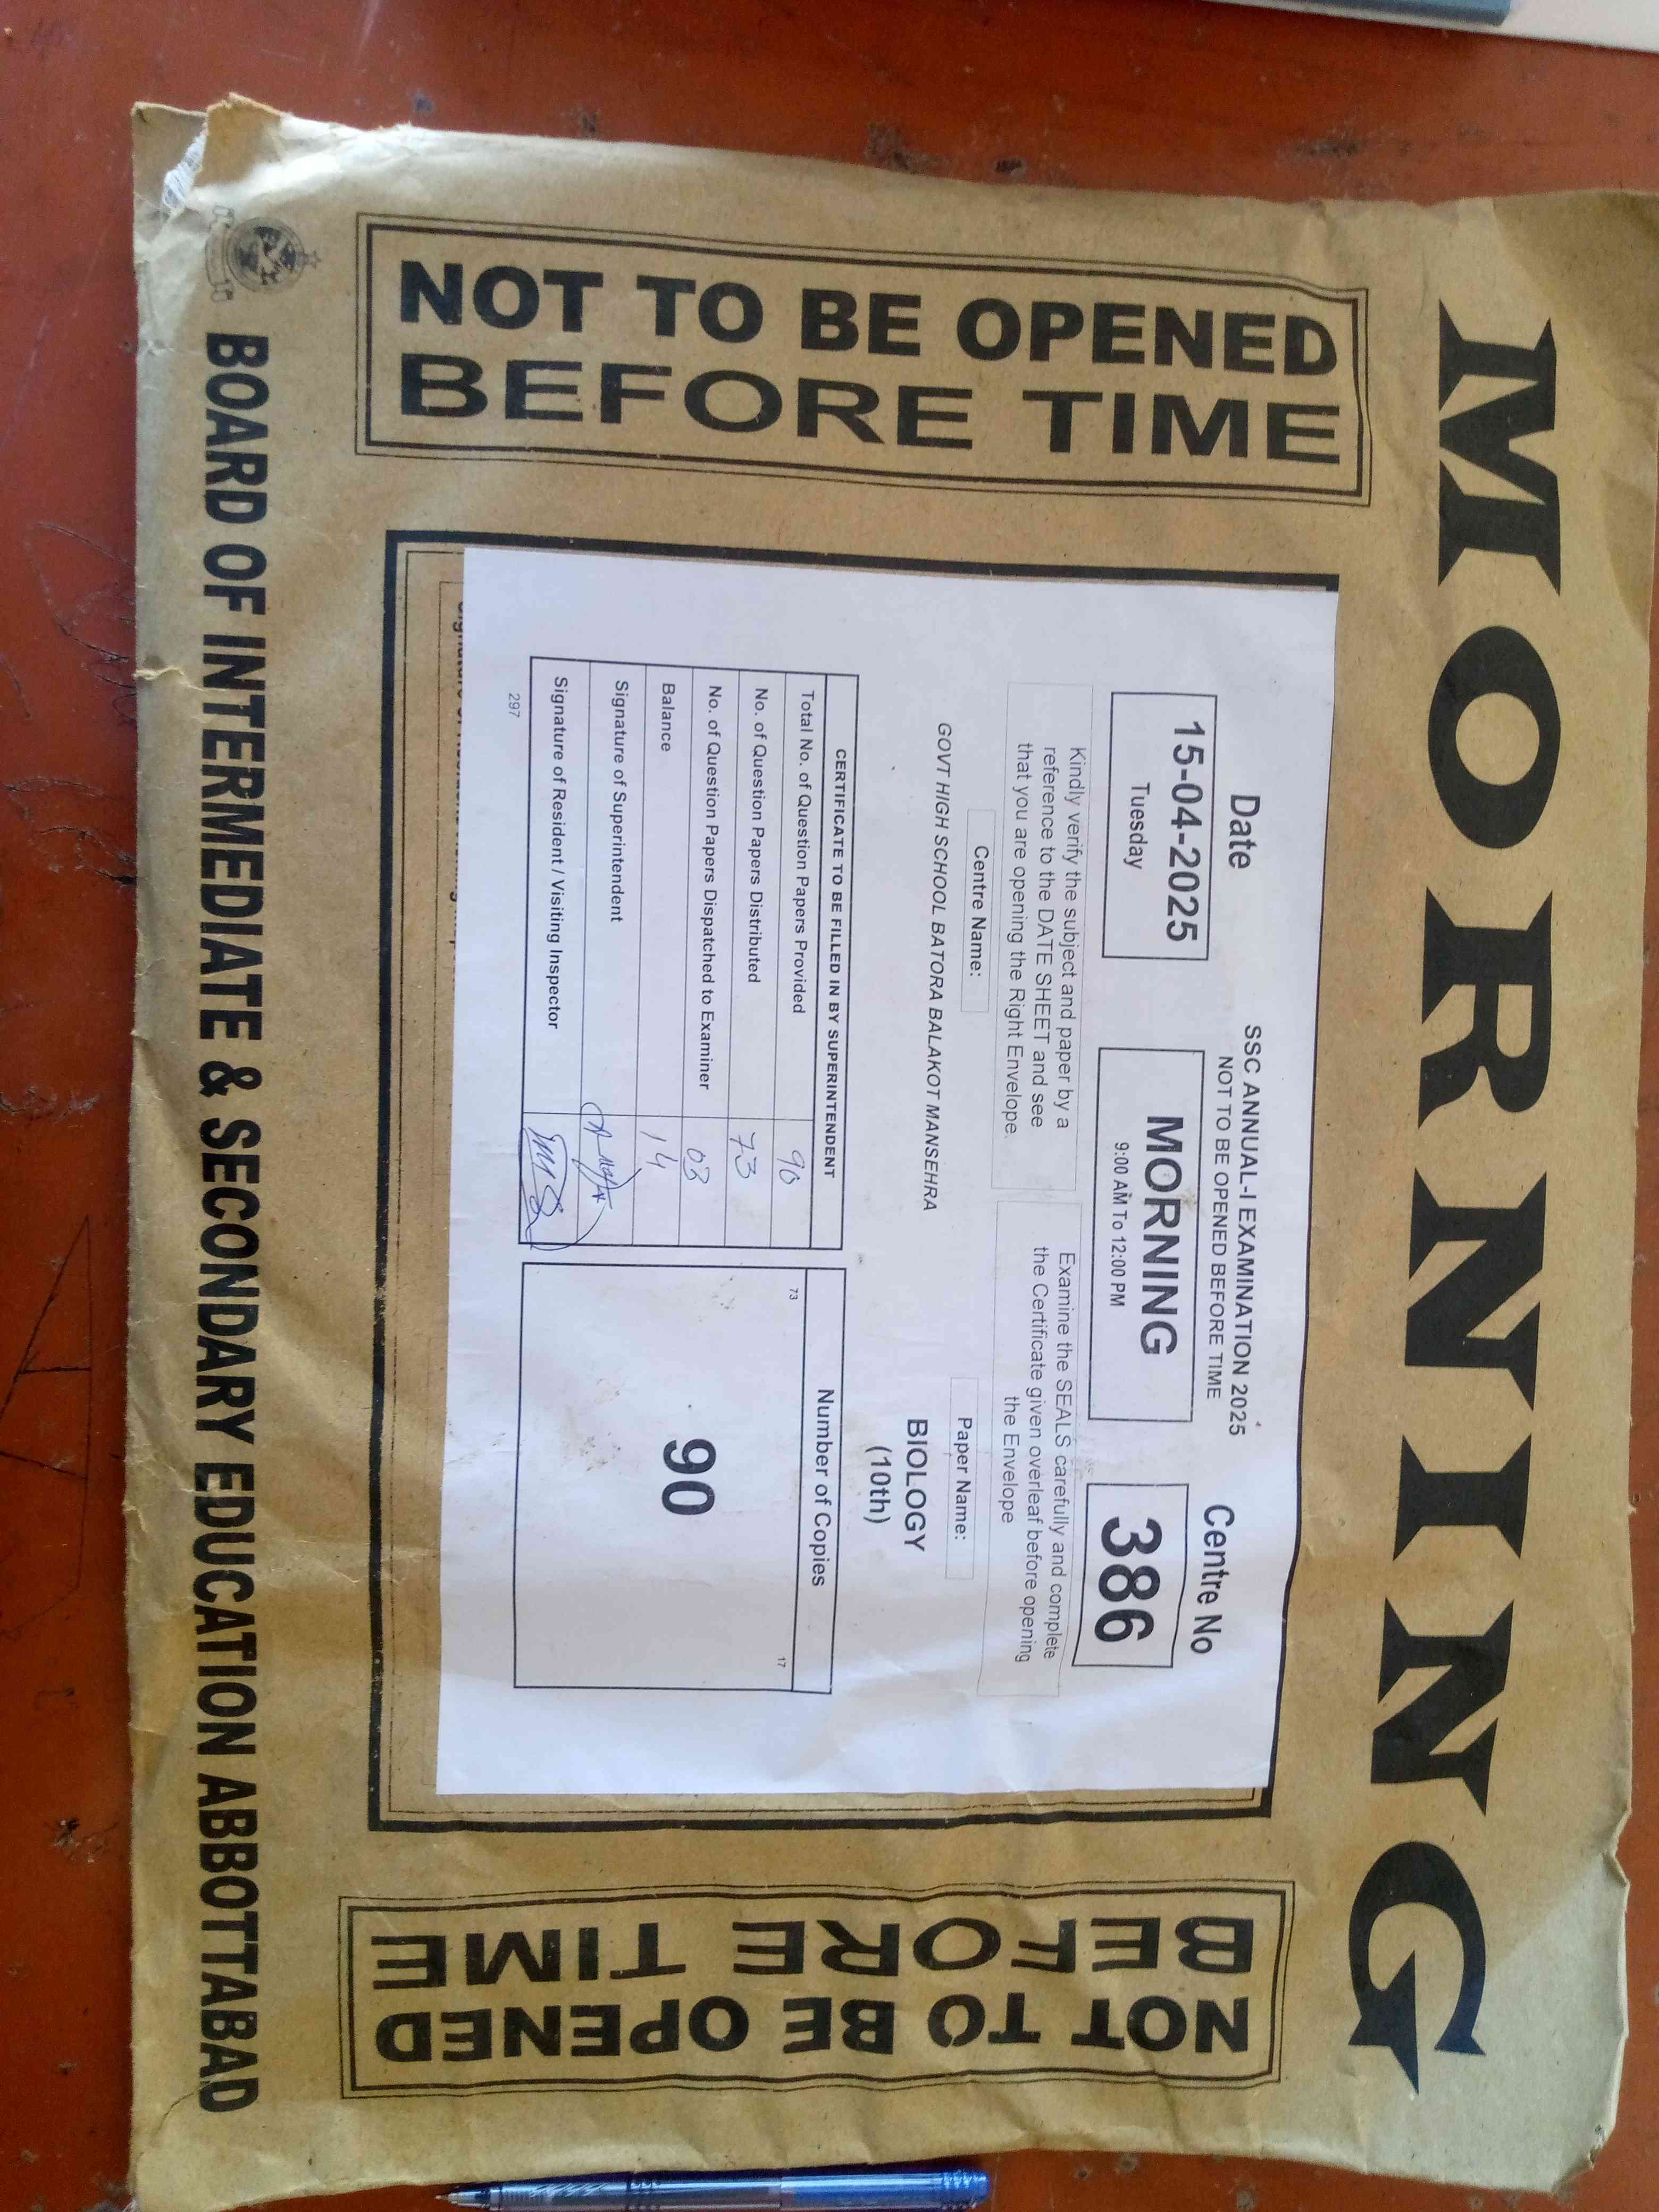 MORNING
NOT TO BE OPENED
BEFORE TIME
SSC ANNUAL-I EXAMINATION 2025
NOT TO BE OPENED BEFORE TIME
Date
15-04-2025
Tuesday
MORNING
9:00 AM To 12:00 PM
Centre No
386
Kindly verify the subject and paper by a
reference to the DATE SHEET and see
that you are opening the Right Envelope.
Examine the SEALS carefully and complete
the Certificate given overleaf before opening
the Envelope
Centre Name:
GOVT HIGH SCHOOL BATORA BALAKOT MANSEHRA
Paper Name:
BIOLOGY
(10th)
CERTIFICATE TO BE FILLED IN BY SUPERINTENDENT
Total No. of Question Papers Provided 90
No. of Question Papers Distributed 73
No. of Question Papers Dispatched to Examiner
Balance 14
Signature of Superintendent
Signature of Resident / Visiting Inspector
297
Number of Copies
73 17
90
NOT TO BE OPENED
BEFORE TIME
BOARD OF INTERMEDIATE & SECONDARY EDUCATION ABBOTTABAD